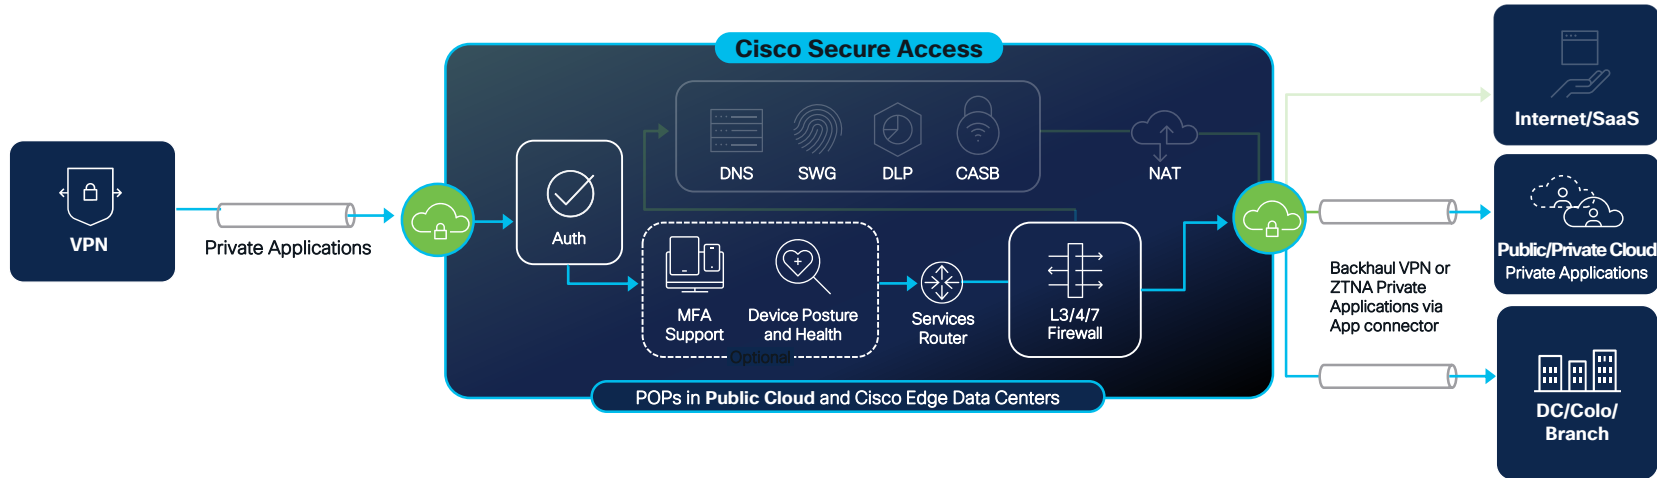 Cisco Secure Access
VPN
Private Applications
Auth
DNS
SWG
DLP
CASB
NAT
MFA
Support
Device Posture
and Health
Optional
Services
Router
L3/4/7
Firewall
POPs in Public Cloud and Cisco Edge Data Centers
Internet/SaaS
Public/Private Cloud
Private Applications
Backhaul VPN or
ZTNA Private
Applications via
App connector
DC/Colo/
Branch